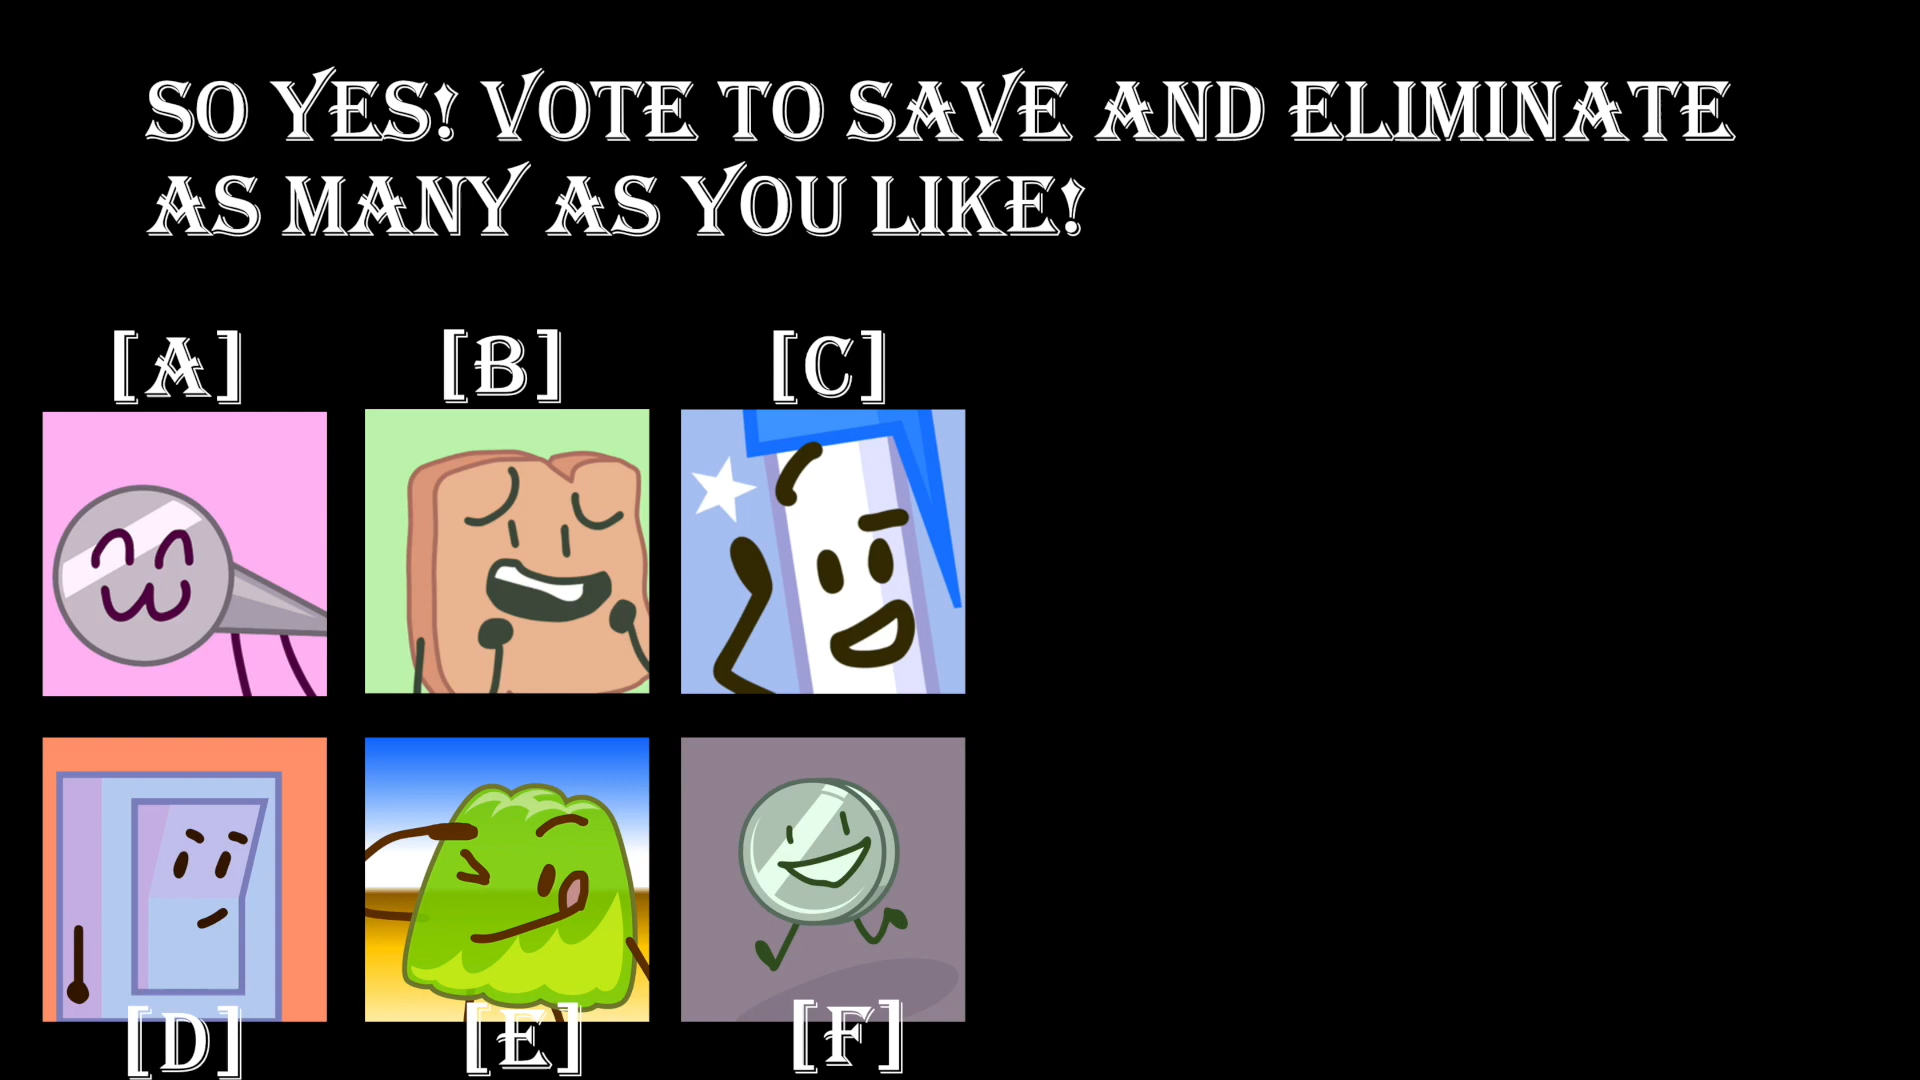 SO YES! VOTE TO SAVE AND ELIMINATE
AS MANY AS YOU LIKE!
[A] [B] [C]
[D] [E] [F]